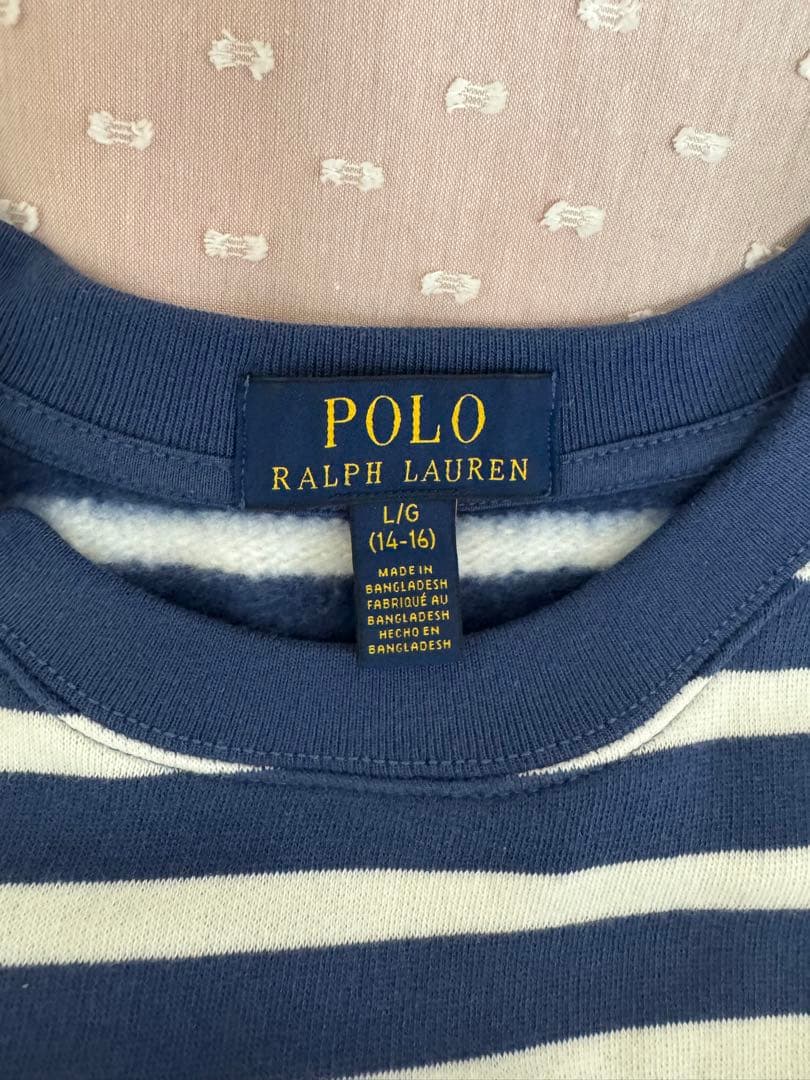 POLO
RALPH LAUREN
L/G
(14-16)
MADE IN
BANGLADESH
FABRIQUÉ AU
BANGLADESH
HECHO EN
BANGLADESH